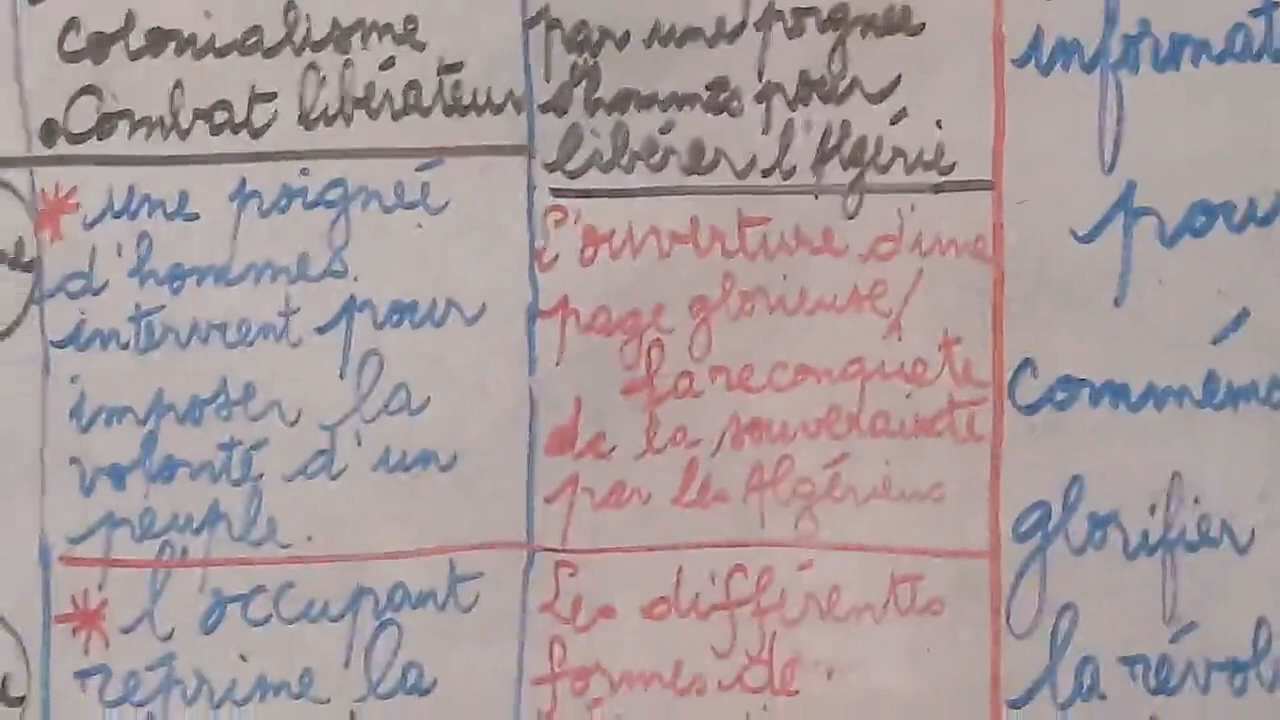 colonialisme
.Combat libérateur
* une poigneé
d'hommes.
intervient pour
imposer la
volonté d'un
peuple.
* l'occupant
réprime la
par une poignée
d'hommes pour
libérer l'Algérie
l'ouverture d'une
page glorieuse/
la reconquête
de la souveraineté
par les Algériens
Les différentes
formes de
informat
pour
commém
glorifier
la révol